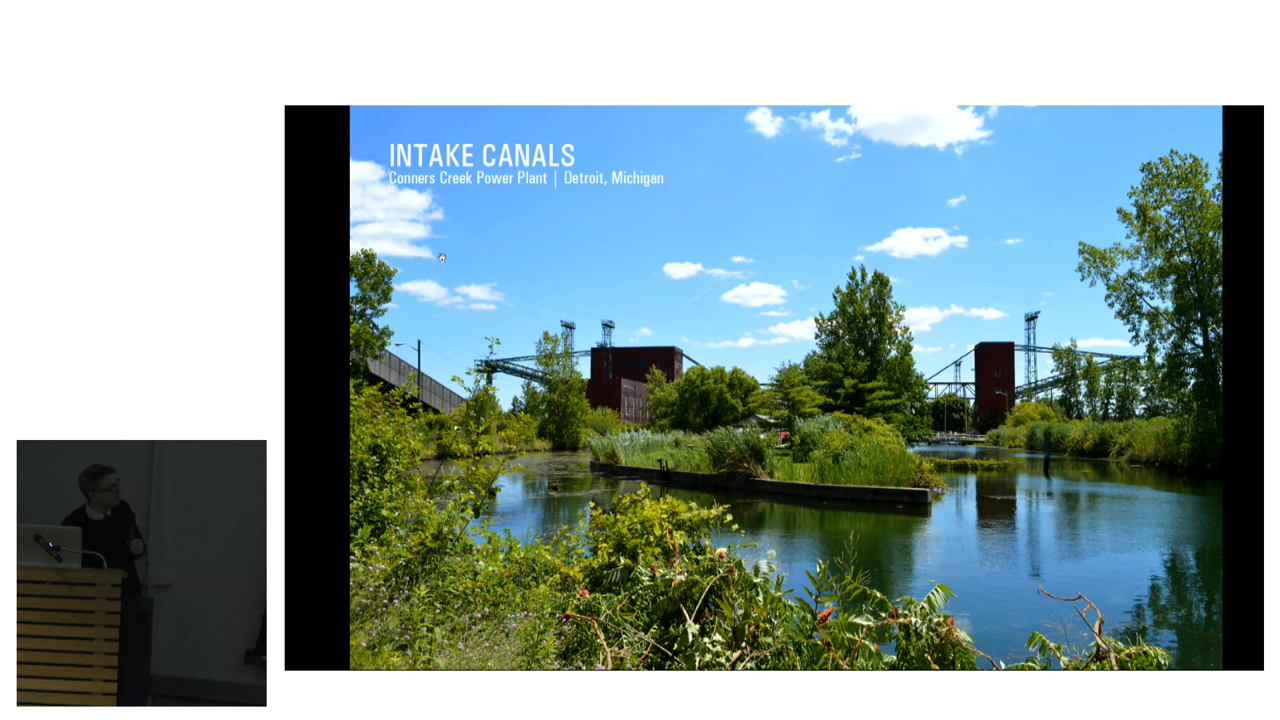 INTAKE CANALS
Conners Creek Power Plant | Detroit, Michigan